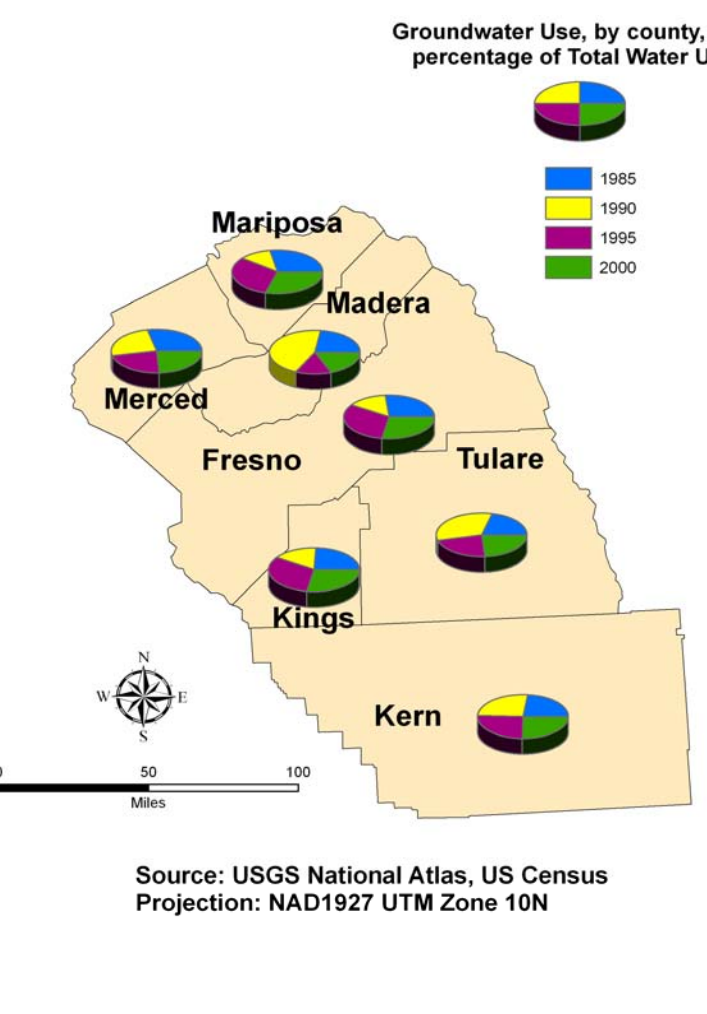 Groundwater Use, by county,
percentage of Total Water U
1985
1990
1995
2000
Mariposa
Madera
Merced
Fresno
Tulare
Kings
Kern
N
W E
S
0 50 100
Miles
Source: USGS National Atlas, US Census
Projection: NAD1927 UTM Zone 10N